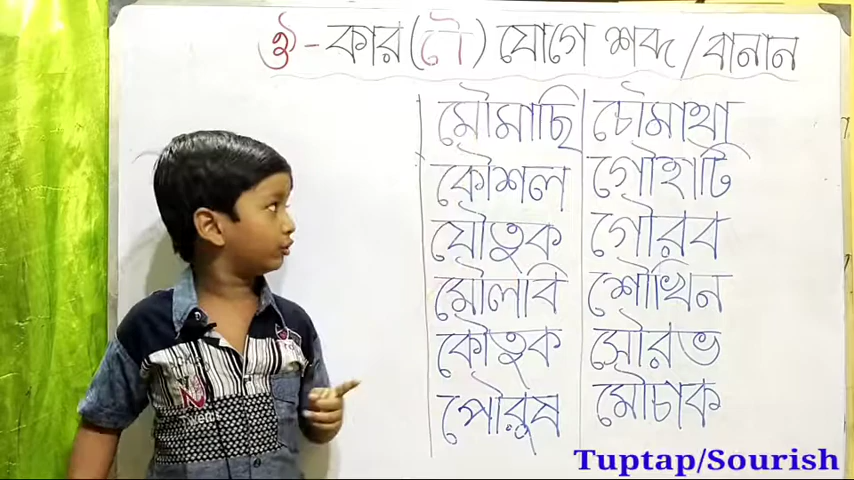 ঔ-কার (ৌ) যোগে শব্দ/বানান
মৌমাছি চৌমাথা
কৌশল গৌহাটি
যৌতুক গৌরব
মৌলবি শৌখিন
কৌতুক সৌরভ
পৌরুষ মৌচাক
Tuptap/Sourish